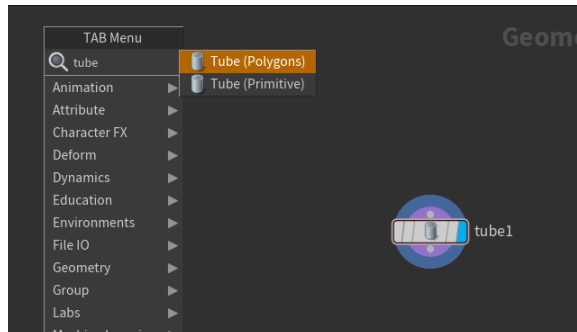 TAB Menu
Geom
tube
Tube (Polygons)
Tube (Primitive)
Animation
Attribute
Character FX
Deform
Dynamics
Education
Environments
File IO
Geometry
Group
Labs
tube1